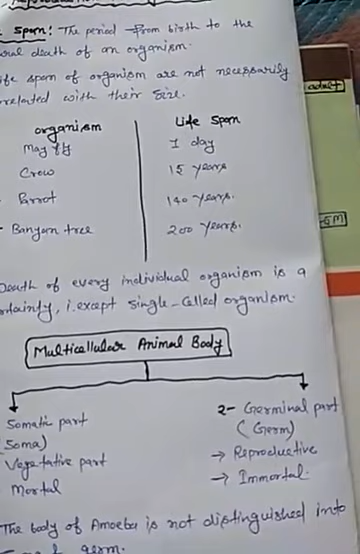 Span: The period from birth to the
ural death of an organism.
ife span of organism are not necessarily
rrelated with their size.
organism Life Span
May fly 1 day
Crow 15 years
Parrot 140 years.
- Banyan tree 200 years.
Death of every individual organism is a
rtainty, i.except single-Celled organism.
Multicellular Animal Body
Somatic part
(Soma)
Vegetative part
Mortal
2- Germinal part
(Germ)
→ Reproductive
→ Immortal.
The body of Amoeba is not distinguished into
germ.